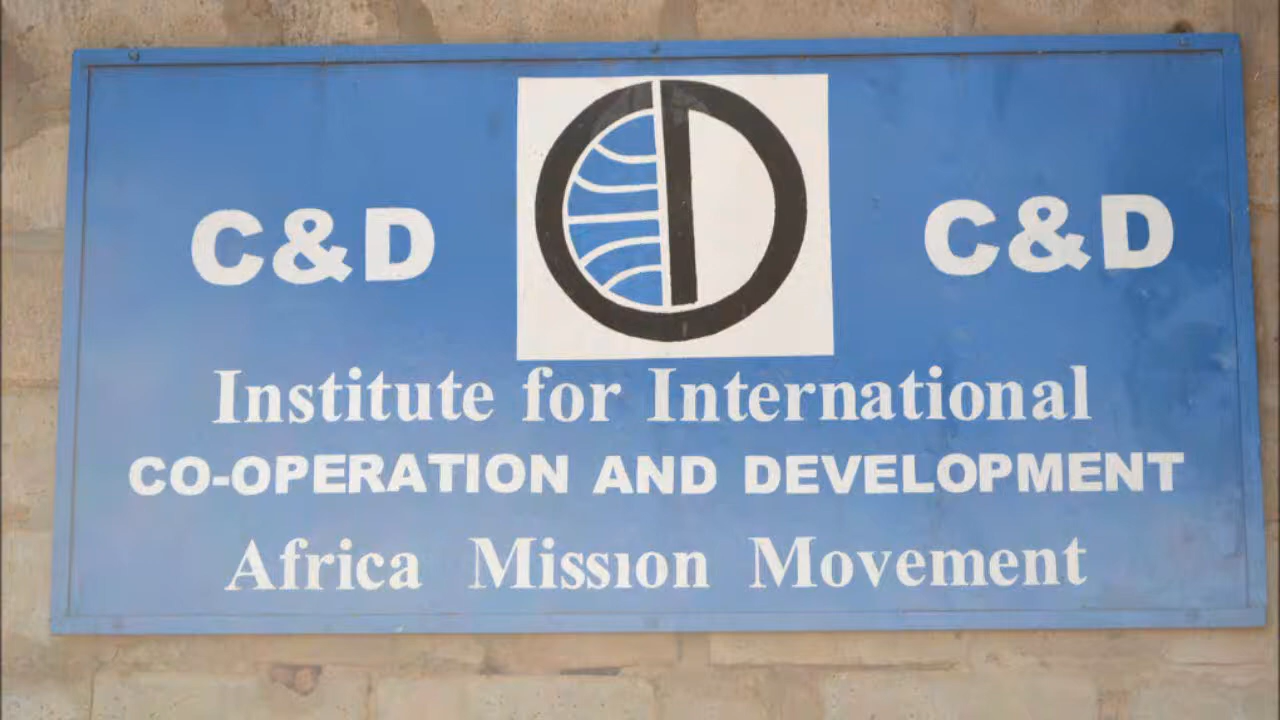 C&D C&D
Institute for International
CO-OPERATION AND DEVELOPMENT
Africa Mission Movement